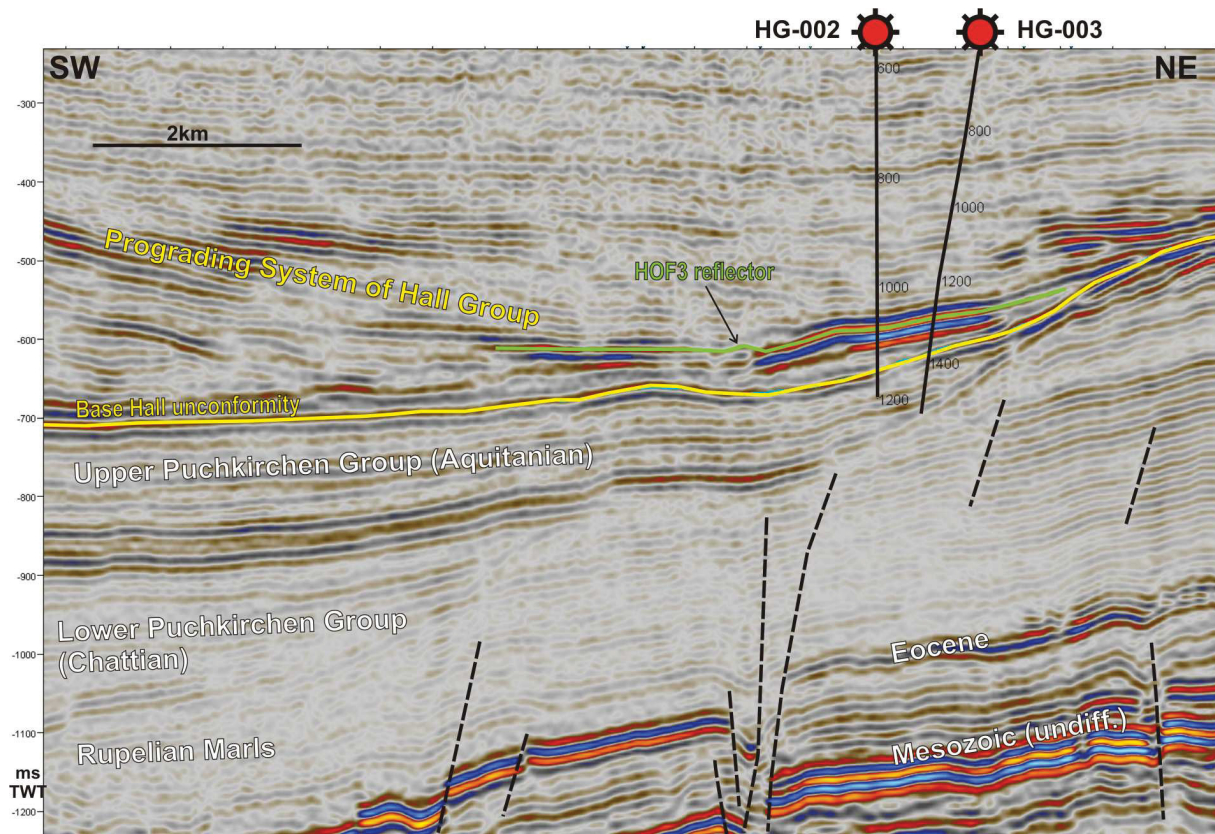 HG-002
HG-003
SW
NE
2km
600
800
1000
1200
800
1000
1200
1400
-300
-400
-500
-600
-700
-800
-900
-1000
-1100
-1200
ms
TWT
Prograding System of Hall Group
HOF3 reflector
Base Hall unconformity
Upper Puchkirchen Group (Aquitanian)
Lower Puchkirchen Group
(Chattian)
Eocene
Rupelian Marls
Mesozoic (undiff.)